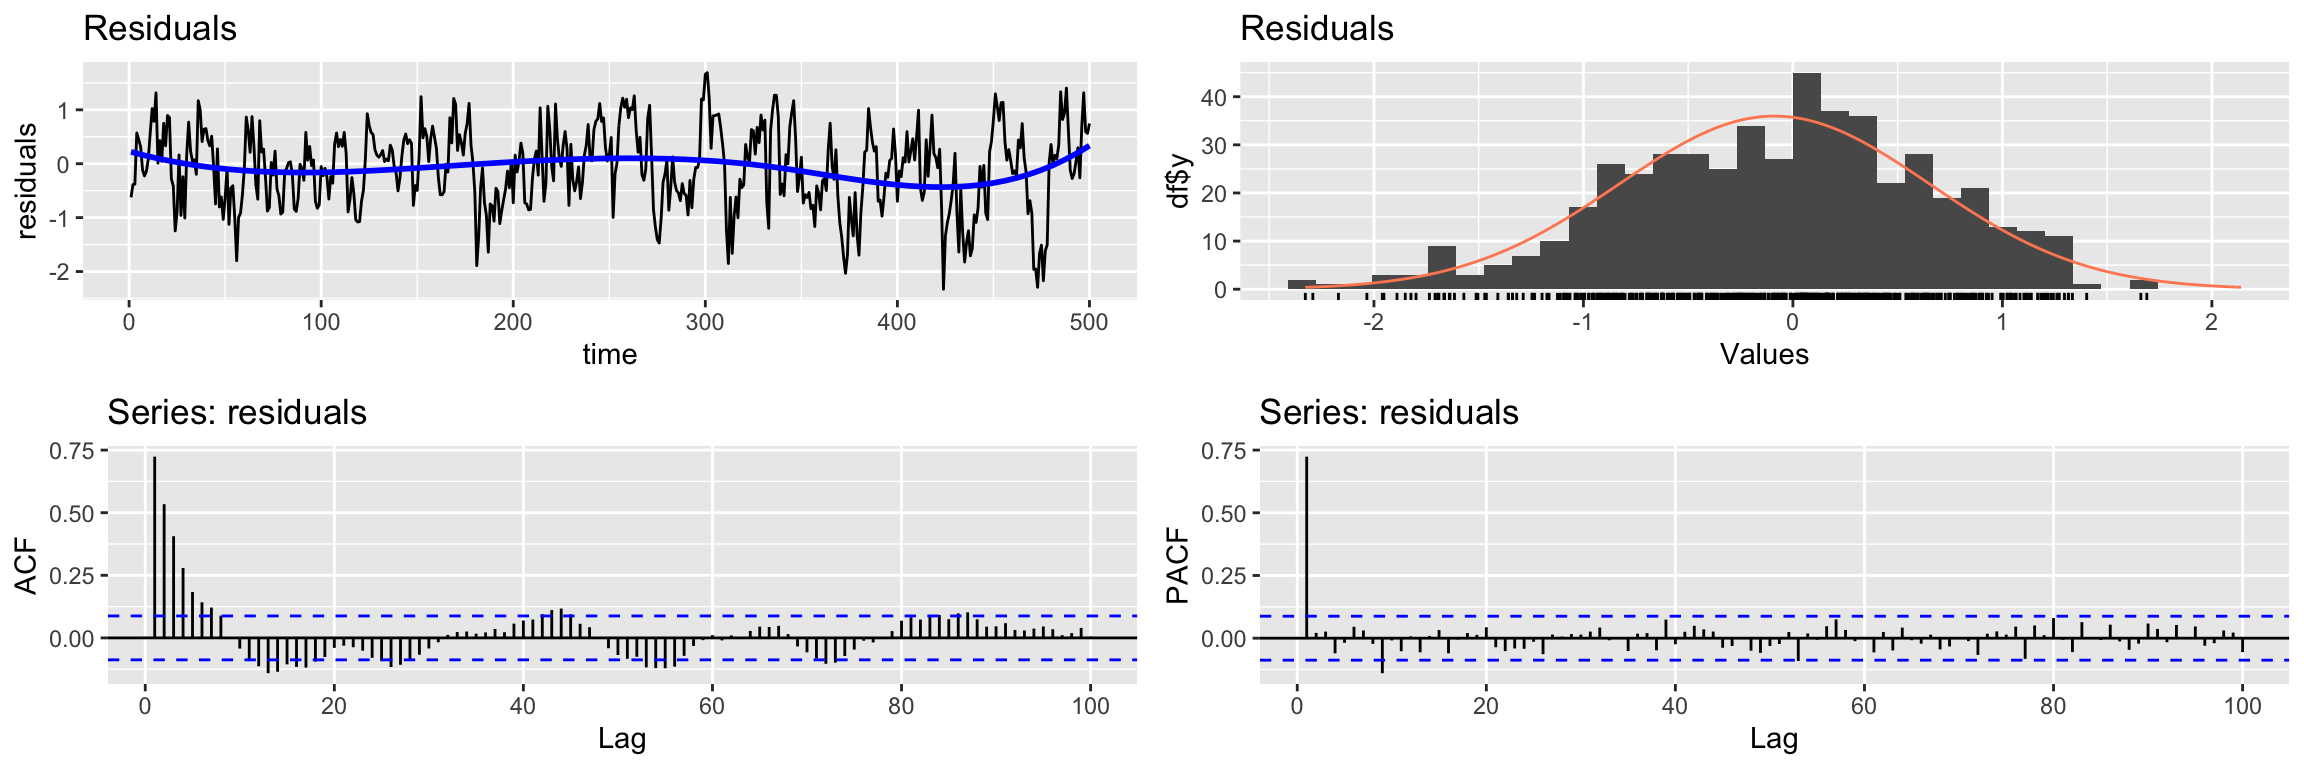 Residuals
residuals
1
0
-1
-2
0 100 200 300 400 500
time
Residuals
df$y
40
30
20
10
0
-2 -1 0 1 2
Values
Series: residuals
ACF
0.75
0.50
0.25
0.00
0 20 40 60 80 100
Lag
Series: residuals
PACF
0.75
0.50
0.25
0.00
0 20 40 60 80 100
Lag